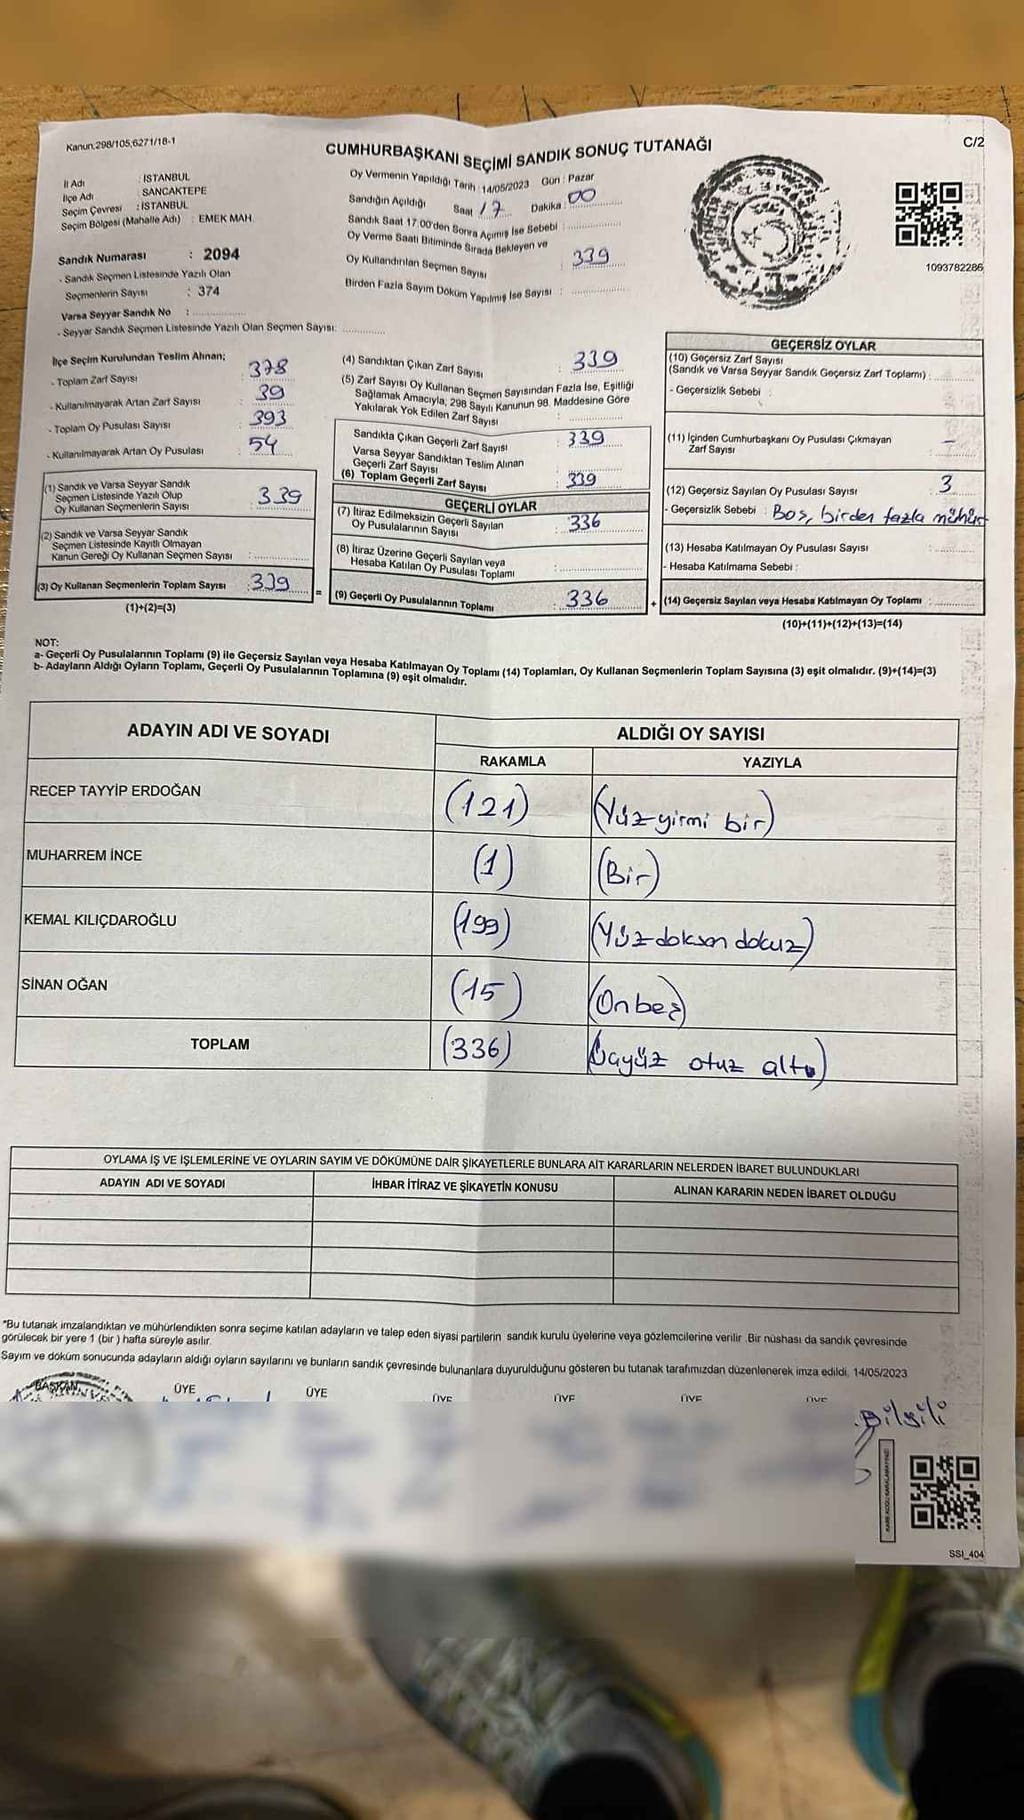 Kanun.298/105,6271/18-1
CUMHURBAŞKANI SEÇİMİ SANDIK SONUÇ TUTANAĞI
C/2
İl Adı : İSTANBUL
İlçe Adı : SANCAKTEPE
Seçim Çevresi : İSTANBUL
Seçim Bölgesi (Mahalle Adı) : EMEK MAH.
Sandık Numarası : 2094
- Sandık Seçmen Listesinde Yazılı Olan
Seçmenlerin Sayısı : 374
Varsa Seyyar Sandık No :
- Seyyar Sandık Seçmen Listesinde Yazılı Olan Seçmen Sayısı:
Oy Vermenin Yapıldığı Tarih :14/05/2023 Gün : Pazar
Sandığın Açıldığı Saat 17 Dakika : 00
Sandık Saat 17:00'den Sonra Açımış İse Sebebi :
Oy Verme Saati Bitiminde Sırada Bekleyen ve
Oy Kullandırılan Seçmen Sayısı : 339
Birden Fazla Sayım Döküm Yapılmış İse Sayısı :
1093782286
İlçe Seçim Kurulundan Teslim Alınan;
- Toplam Zarf Sayısı : 378
- Kullanılmayarak Artan Zarf Sayısı : 39
- Toplam Oy Pusulası Sayısı : 393
- Kullanılmayarak Artan Oy Pusulası : 54
(1) Sandık ve Varsa Seyyar Sandık
Seçmen Listesinde Yazılı Olup
Oy Kullanan Seçmenlerin Sayısı : 339
(2) Sandık ve Varsa Seyyar Sandık
Seçmen Listesinde Kayıtlı Olmayan
Kanun Gereği Oy Kullanan Seçmen Sayısı :
(3) Oy Kullanan Seçmenlerin Toplam Sayısı : 339
(1)+(2)=(3)
=
(4) Sandıktan Çıkan Zarf Sayısı : 339
(5) Zarf Sayısı Oy Kullanan Seçmen Sayısından Fazla İse, Eşitliği
Sağlamak Amacıyla, 298 Sayılı Kanunun 98. Maddesine Göre
Yakılarak Yok Edilen Zarf Sayısı :
Sandıkta Çıkan Geçerli Zarf Sayısı : 339
Varsa Seyyar Sandıktan Teslim Alınan
Geçerli Zarf Sayısı :
(6) Toplam Geçerli Zarf Sayısı : 339
GEÇERLİ OYLAR
(7) İtiraz Edilmeksizin Geçerli Sayılan
Oy Pusulalarının Sayısı : 336
(8) İtiraz Üzerine Geçerli Sayılan veya
Hesaba Katılan Oy Pusulası Toplamı :
(9) Geçerli Oy Pusulalarının Toplamı : 336
+
GEÇERSİZ OYLAR
(10) Geçersiz Zarf Sayısı
(Sandık ve Varsa Seyyar Sandık Geçersiz Zarf Toplamı) :
- Geçersizlik Sebebi :
(11) İçinden Cumhurbaşkanı Oy Pusulası Çıkmayan
Zarf Sayısı : –
(12) Geçersiz Sayılan Oy Pusulası Sayısı : 3
- Geçersizlik Sebebi : Boş, birden fazla mühür
(13) Hesaba Katılmayan Oy Pusulası Sayısı :
- Hesaba Katılmama Sebebi :
(14) Geçersiz Sayılan veya Hesaba Katılmayan Oy Toplamı :
(10)+(11)+(12)+(13)=(14)
NOT:
a- Geçerli Oy Pusulalarının Toplamı (9) ile Geçersiz Sayılan veya Hesaba Katılmayan Oy Toplamı (14) Toplamları, Oy Kullanan Seçmenlerin Toplam Sayısına (3) eşit olmalıdır. (9)+(14)=(3)
b- Adayların Aldığı Oyların Toplamı, Geçerli Oy Pusulalarının Toplamına (9) eşit olmalıdır.
ADAYIN ADI VE SOYADI
ALDIĞI OY SAYISI
RAKAMLA YAZIYLA
RECEP TAYYİP ERDOĞAN (121) (Yüz yirmi bir)
MUHARREM İNCE (1) (Bir)
KEMAL KILIÇDAROĞLU (199) (Yüz doksan dokuz)
SİNAN OĞAN (15) (Onbeş)
TOPLAM (336) (Üçyüz otuz altı)
OYLAMA İŞ VE İŞLEMLERİNE VE OYLARIN SAYIM VE DÖKÜMÜNE DAİR ŞİKAYETLERLE BUNLARA AİT KARARLARIN NELERDEN İBARET BULUNDUKLARI
ADAYIN ADI VE SOYADI İHBAR İTİRAZ VE ŞİKAYETİN KONUSU ALINAN KARARIN NEDEN İBARET OLDUĞU
*Bu tutanak imzalandıktan ve mühürlendikten sonra seçime katılan adayların ve talep eden siyasi partilerin sandık kurulu üyelerine veya gözlemcilerine verilir .Bir nüshası da sandık çevresinde
görülecek bir yere 1 (bir ) hafta süreyle asılır.
Sayım ve döküm sonucunda adayların aldığı oyların sayılarını ve bunların sandık çevresinde bulunanlara duyurulduğunu gösteren bu tutanak tarafımızdan düzenlenerek imza edildi. 14/05/2023
BAŞKAN ÜYE ÜYE ÜYE ÜYE ÜYE ÜYE
Bilgili
SSI_404